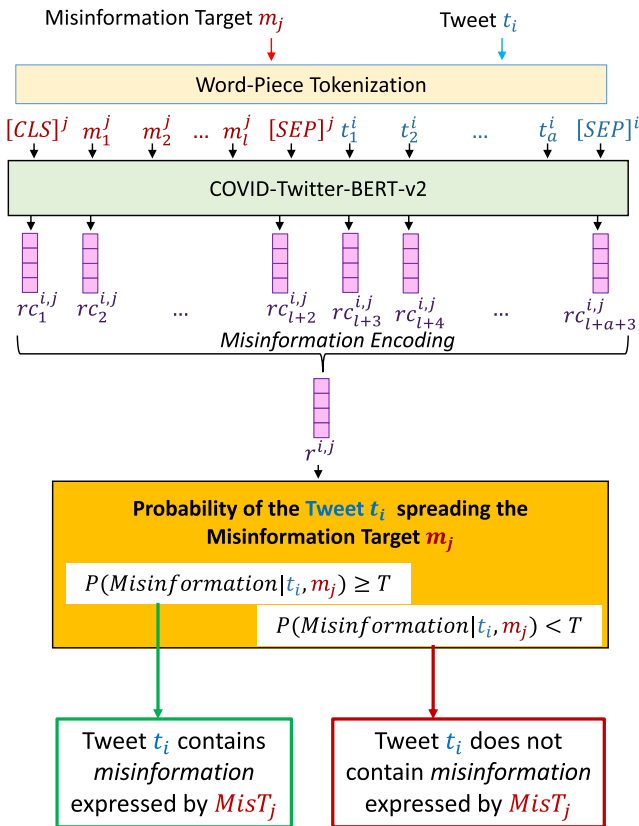 Misinformation Target $m_j$ Tweet $t_i$
Word-Piece Tokenization
$[CLS]^j$ $m_1^j$ $m_2^j$ … $m_l^j$ $[SEP]^j$ $t_1^i$ $t_2^i$ … $t_a^i$ $[SEP]^i$
COVID-Twitter-BERT-v2
$rc_1^{i,j}$ $rc_2^{i,j}$ … $rc_{l+2}^{i,j}$ $rc_{l+3}^{i,j}$ $rc_{l+4}^{i,j}$ … $rc_{l+a+3}^{i,j}$
Misinformation Encoding
$r^{i,j}$
Probability of the Tweet $t_i$ spreading the
Misinformation Target $m_j$
$P(Misinformation|t_i, m_j) \geq T$
$P(Misinformation|t_i, m_j) < T$
Tweet $t_i$ contains
misinformation
expressed by $MisT_j$
Tweet $t_i$ does not
contain misinformation
expressed by $MisT_j$